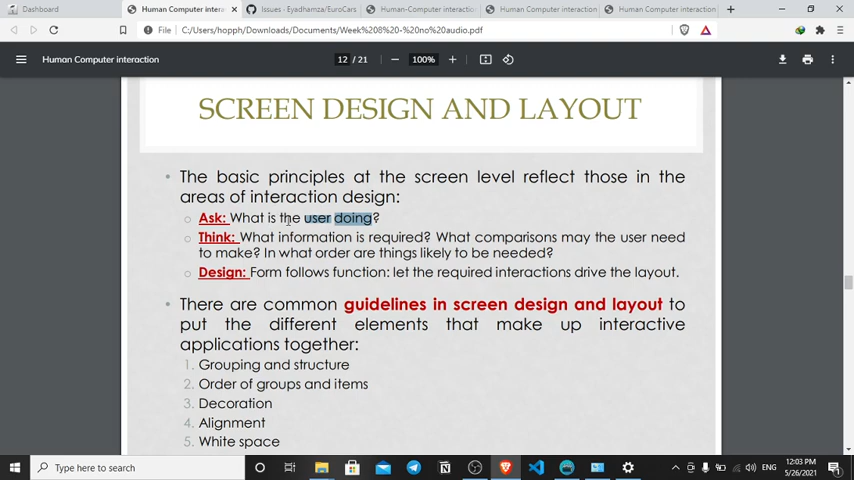 Dashboard
Human Computer interaction
Issues · Eyadhamza/EuroCars
Human-Computer-interaction
Human Computer interaction
Human Computer interaction
File
C:/Users/hopph/Downloads/Documents/Week%208%20-%20no%20audio.pdf
Human Computer interaction
12 / 21
100%
SCREEN DESIGN AND LAYOUT
• The basic principles at the screen level reflect those in the
areas of interaction design:
○ Ask: What is the user doing?
○ Think: What information is required? What comparisons may the user need
to make? In what order are things likely to be needed?
○ Design: Form follows function: let the required interactions drive the layout.
• There are common guidelines in screen design and layout to
put the different elements that make up interactive
applications together:
1. Grouping and structure
2. Order of groups and items
3. Decoration
4. Alignment
5. White space
Type here to search
ENG
12:03 PM
5/26/2021